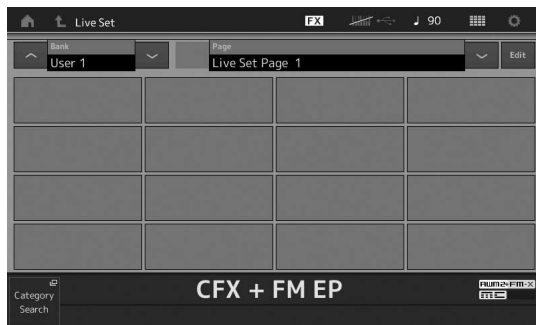 Live Set FX 90
Bank Page
User 1 Live Set Page 1 Edit
CFX + FM EP
AWM2+FM-X
Category
Search